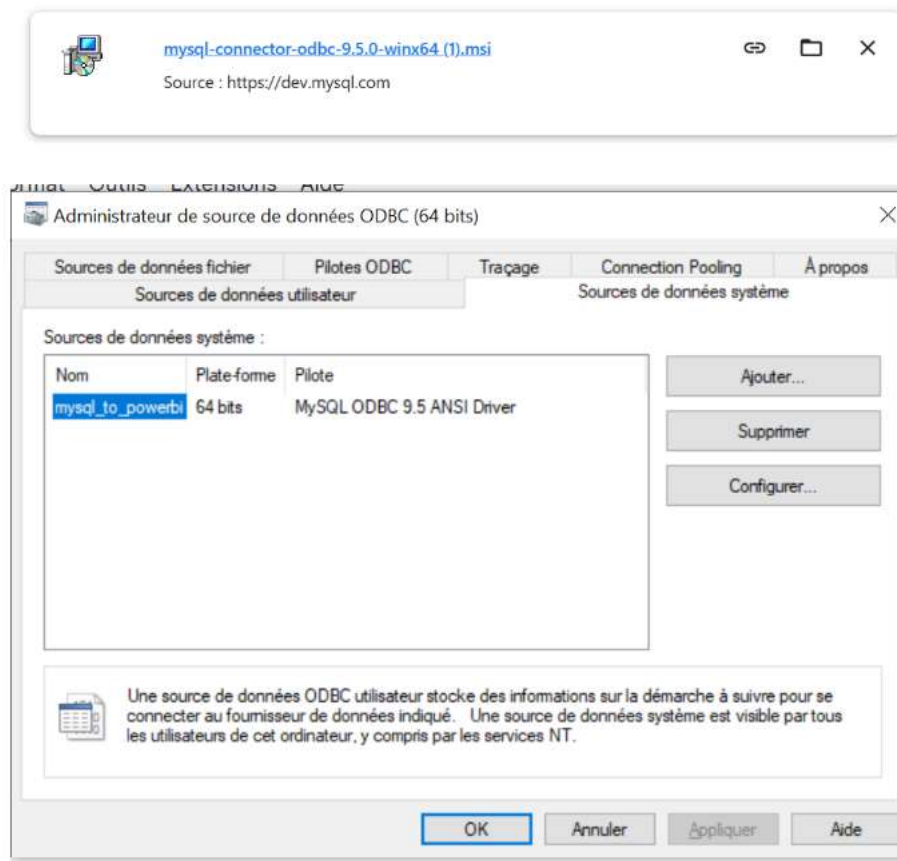 mysql-connector-odbc-9.5.0-winx64 (1).msi
Source : https://dev.mysql.com
Format Outils Extensions Aide
Administrateur de source de données ODBC (64 bits)
Sources de données fichier Pilotes ODBC Traçage Connection Pooling À propos
Sources de données utilisateur Sources de données système
Sources de données système :
Nom Plate-forme Pilote
mysql_to_powerbi 64 bits MySQL ODBC 9.5 ANSI Driver
Ajouter...
Supprimer
Configurer...
Une source de données ODBC utilisateur stocke des informations sur la démarche à suivre pour se
connecter au fournisseur de données indiqué. Une source de données système est visible par tous
les utilisateurs de cet ordinateur, y compris par les services NT.
OK Annuler Appliquer Aide